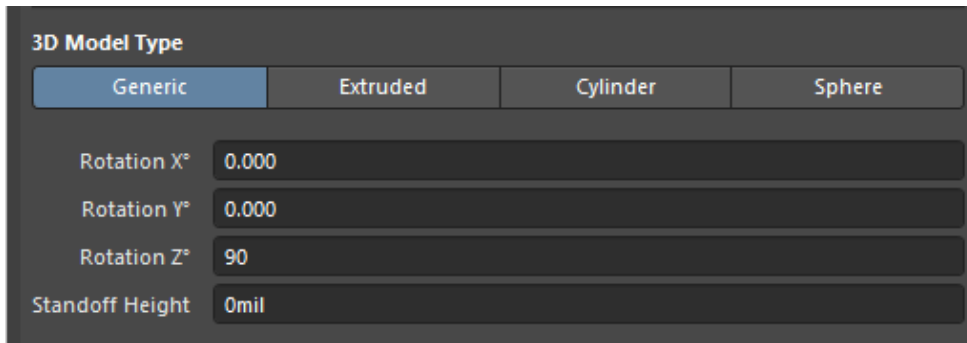 3D Model Type
Generic Extruded Cylinder Sphere
Rotation X° 0.000
Rotation Y° 0.000
Rotation Z° 90
Standoff Height 0mil